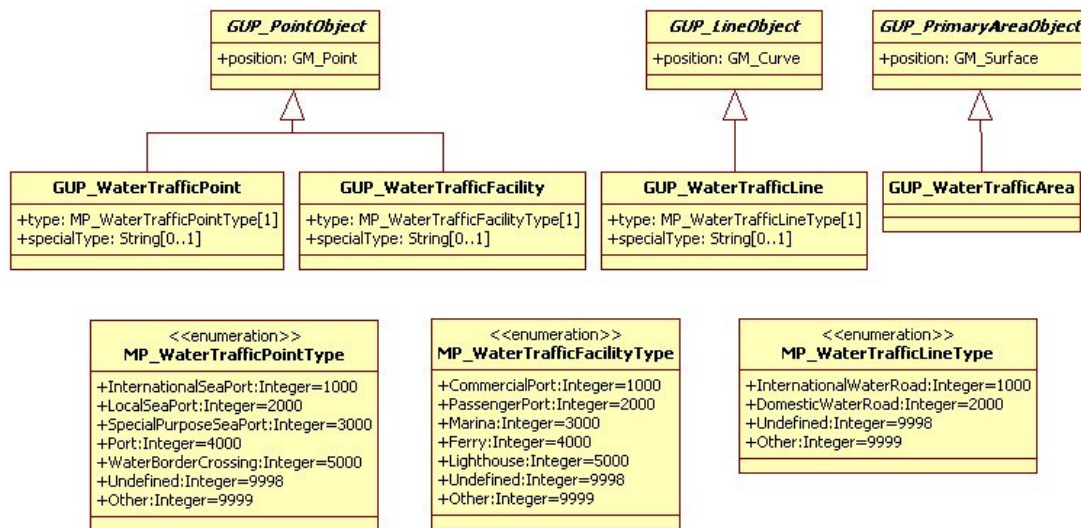 GUP_PointObject
+position: GM_Point
GUP_LineObject
+position: GM_Curve
GUP_PrimaryAreaObject
+position: GM_Surface
GUP_WaterTrafficPoint
+type: MP_WaterTrafficPointType[1]
+specialType: String[0..1]
GUP_WaterTrafficFacility
+type: MP_WaterTrafficFacilityType[1]
+specialType: String[0..1]
GUP_WaterTrafficLine
+type: MP_WaterTrafficLineType[1]
+specialType: String[0..1]
GUP_WaterTrafficArea
<<enumeration>>
MP_WaterTrafficPointType
+InternationalSeaPort:Integer=1000
+LocalSeaPort:Integer=2000
+SpecialPurposeSeaPort:Integer=3000
+Port:Integer=4000
+WaterBorderCrossing:Integer=5000
+Undefined:Integer=9998
+Other:Integer=9999
<<enumeration>>
MP_WaterTrafficFacilityType
+CommercialPort:Integer=1000
+PassengerPort:Integer=2000
+Marina:Integer=3000
+Ferry:Integer=4000
+Lighthouse:Integer=5000
+Undefined:Integer=9998
+Other:Integer=9999
<<enumeration>>
MP_WaterTrafficLineType
+InternationalWaterRoad:Integer=1000
+DomesticWaterRoad:Integer=2000
+Undefined:Integer=9998
+Other:Integer=9999